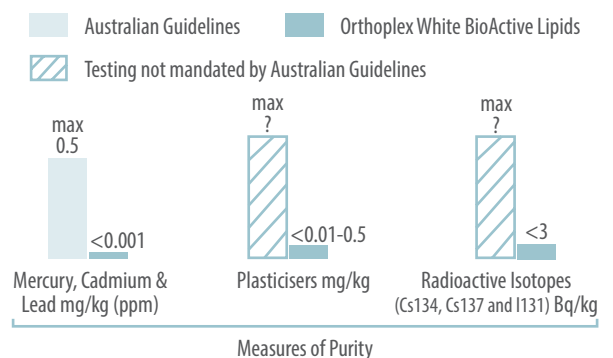 Australian Guidelines
Orthoplex White BioActive Lipids
Testing not mandated by Australian Guidelines
max
0.5
<0.001
Mercury, Cadmium &
Lead mg/kg (ppm)
max
?
<0.01-0.5
Plasticisers mg/kg
max
?
<3
Radioactive Isotopes
(Cs134, Cs137 and I131) Bq/kg
Measures of Purity